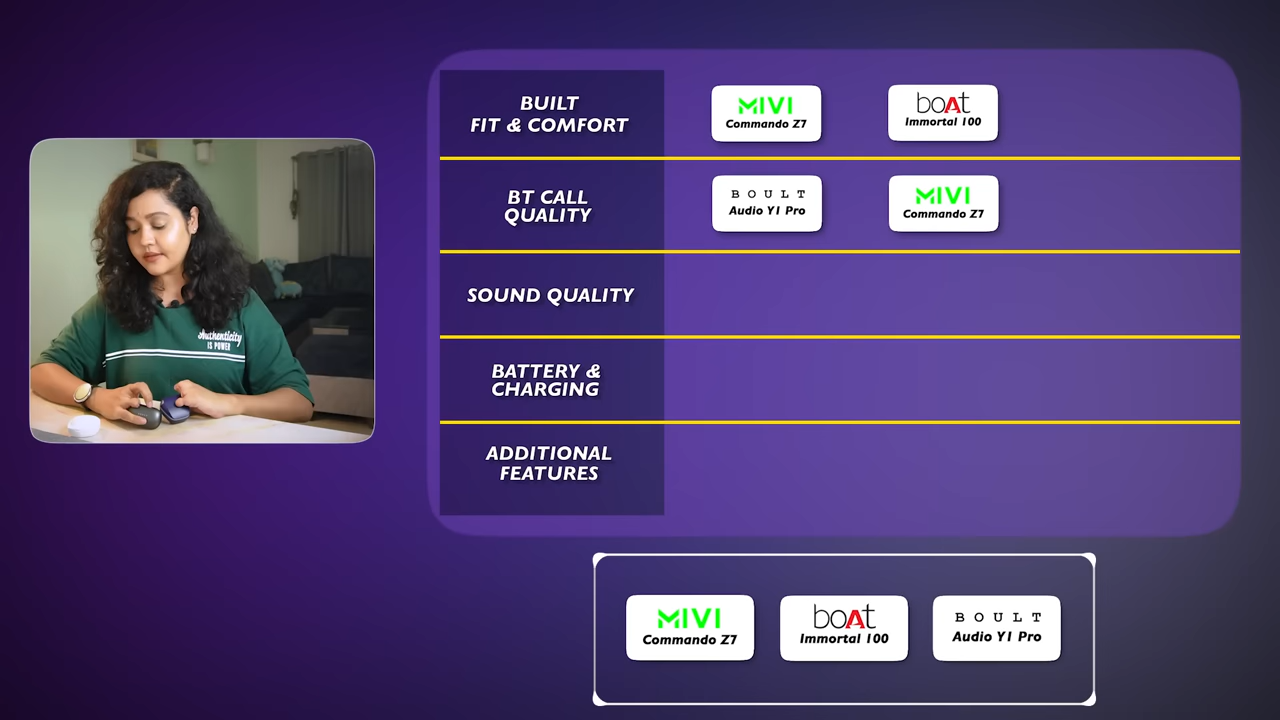 BUILT
FIT & COMFORT
MIVI
Commando Z7
boAt
Immortal 100
BT CALL
QUALITY
BOULT
Audio Y1 Pro
MIVI
Commando Z7
SOUND QUALITY
BATTERY &
CHARGING
ADDITIONAL
FEATURES
Authenticity
IS POWER
MIVI
Commando Z7
boAt
Immortal 100
BOULT
Audio Y1 Pro